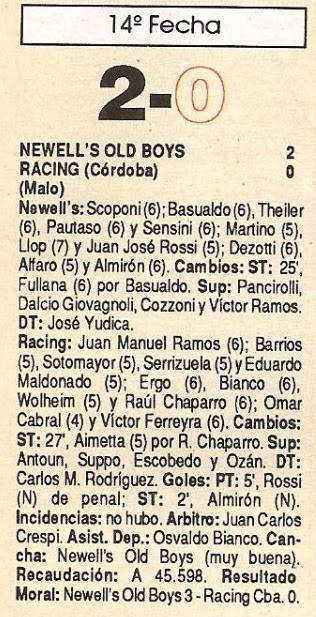 14º Fecha
2-0
NEWELL'S OLD BOYS 2
RACING (Córdoba) 0
(Malo)
Newell's: Scoponi (6); Basualdo (6), Theiler
(6), Pautaso (6) y Sensini (6); Martino (5),
Llop (7) y Juan José Rossi (5); Dezotti (6),
Alfaro (5) y Almirón (6). Cambios: ST: 25',
Fullana (6) por Basualdo. Sup: Pancirolli,
Dalcio Giovagnoli, Cozzoni y Víctor Ramos.
DT: José Yudica.
Racing: Juan Manuel Ramos (6); Barrios
(5), Sotomayor (5), Serrizuela (5) y Eduardo
Maldonado (5); Ergo (6), Bianco (6),
Wolheim (5) y Raúl Chaparro (6); Omar
Cabral (4) y Víctor Ferreyra (6). Cambios:
ST: 27', Aimetta (5) por R. Chaparro. Sup:
Antoun, Suppo, Escobedo y Ozán. DT:
Carlos M. Rodríguez. Goles: PT: 5', Rossi
(N) de penal; ST: 2', Almirón (N).
Incidencias: no hubo. Arbitro: Juan Carlos
Crespi. Asist. Dep.: Osvaldo Bianco. Can-
cha: Newell's Old Boys (muy buena).
Recaudación: A 45.598. Resultado
Moral: Newell's Old Boys 3 - Racing Cba. 0.